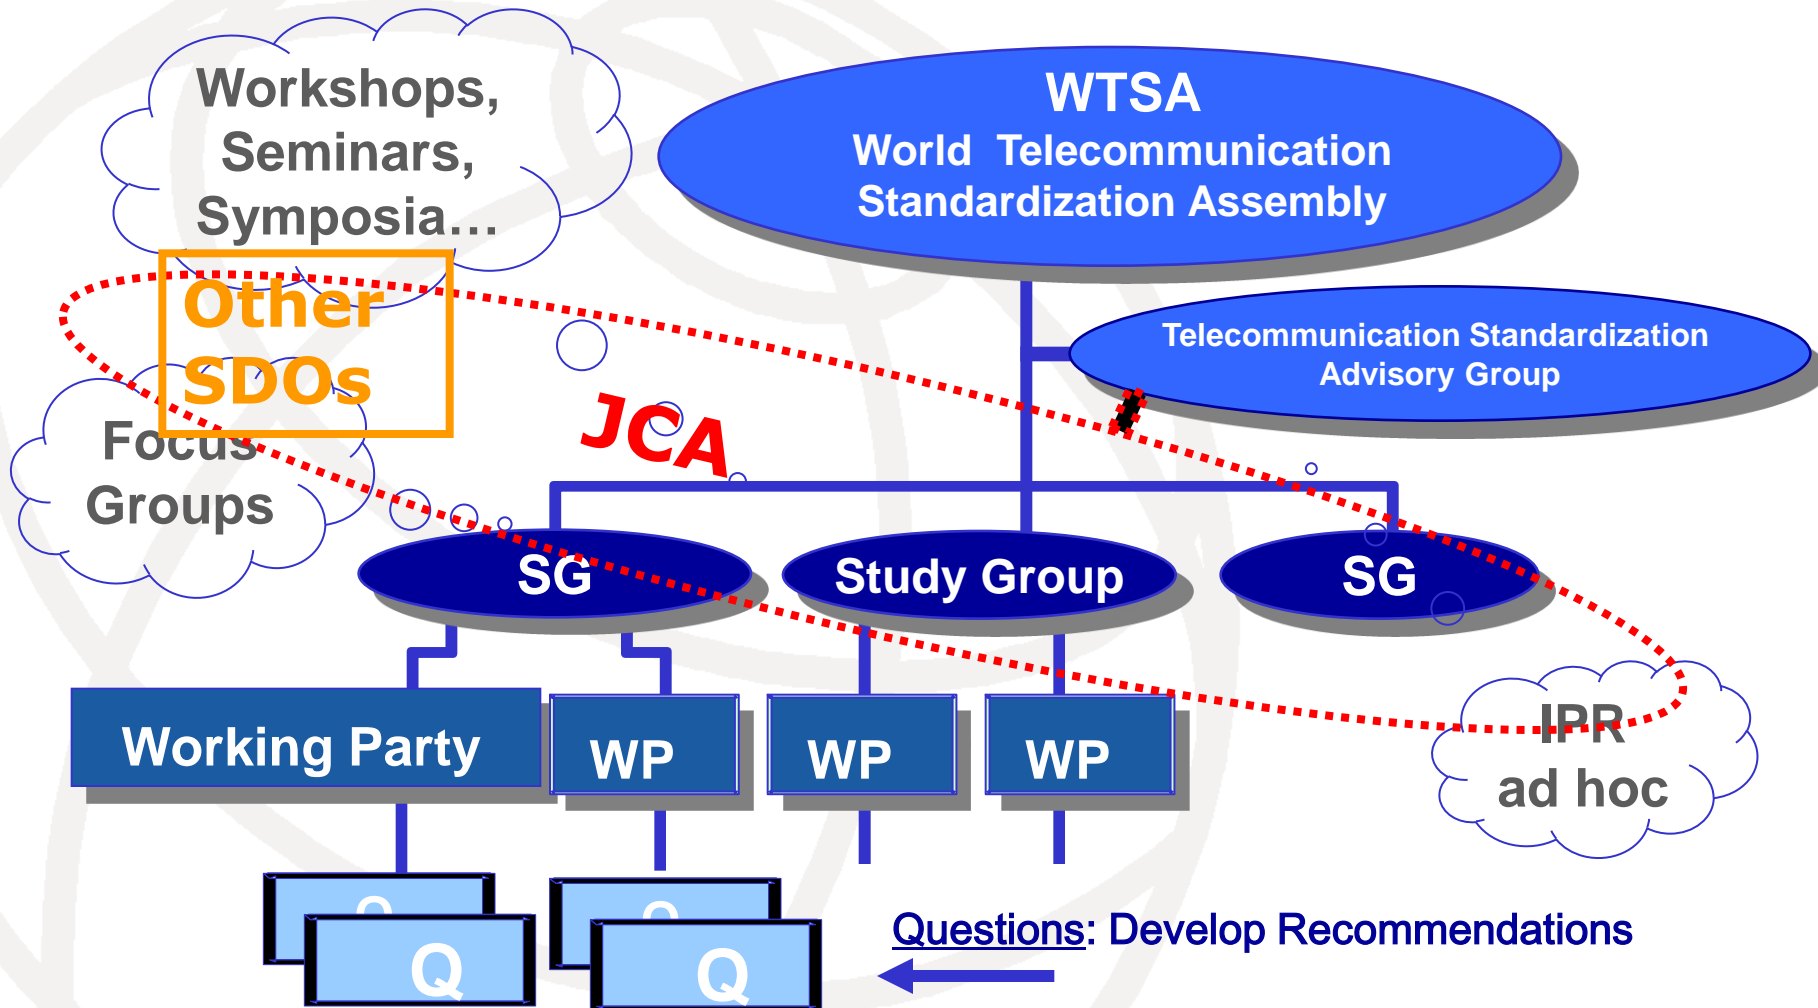 Workshops,
Seminars,
Symposia…
WTSA
World Telecommunication
Standardization Assembly
Other
SDOs
Telecommunication Standardization
Advisory Group
Focus
Groups
JCA
SG
Study Group
SG
Working Party
WP
WP
WP
IPR
ad hoc
Q
Q
Q
Q
Questions: Develop Recommendations